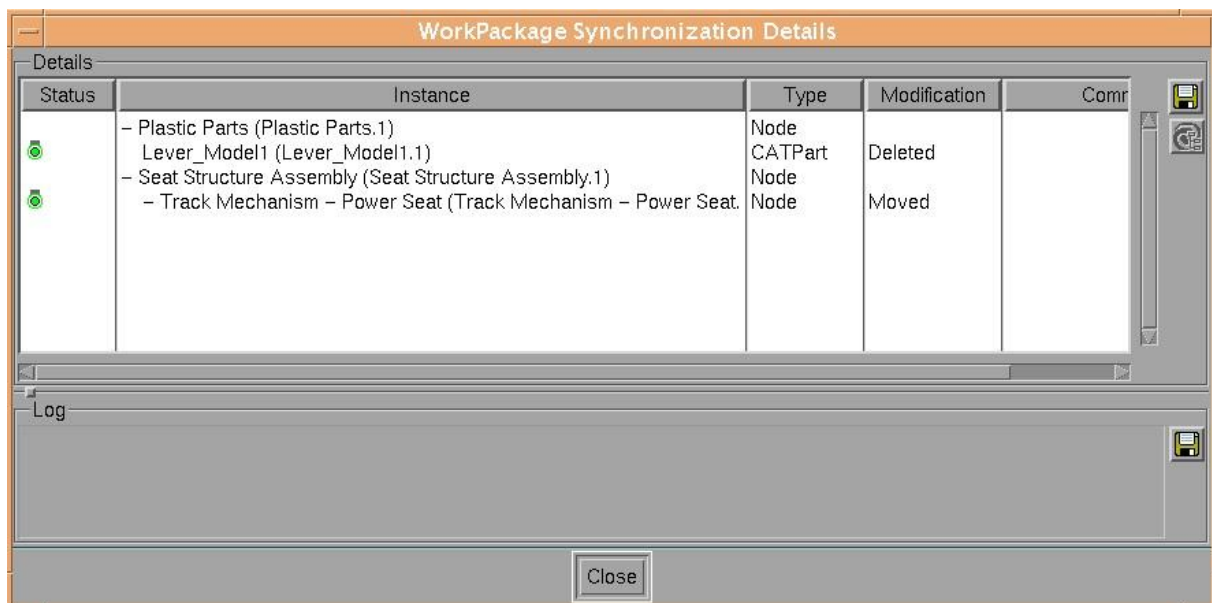 WorkPackage Synchronization Details
Details
Status Instance Type Modification Comr
– Plastic Parts (Plastic Parts.1) Node
Lever_Model1 (Lever_Model1.1) CATPart Deleted
– Seat Structure Assembly (Seat Structure Assembly.1) Node
– Track Mechanism – Power Seat (Track Mechanism – Power Seat. Node Moved
Log
Close